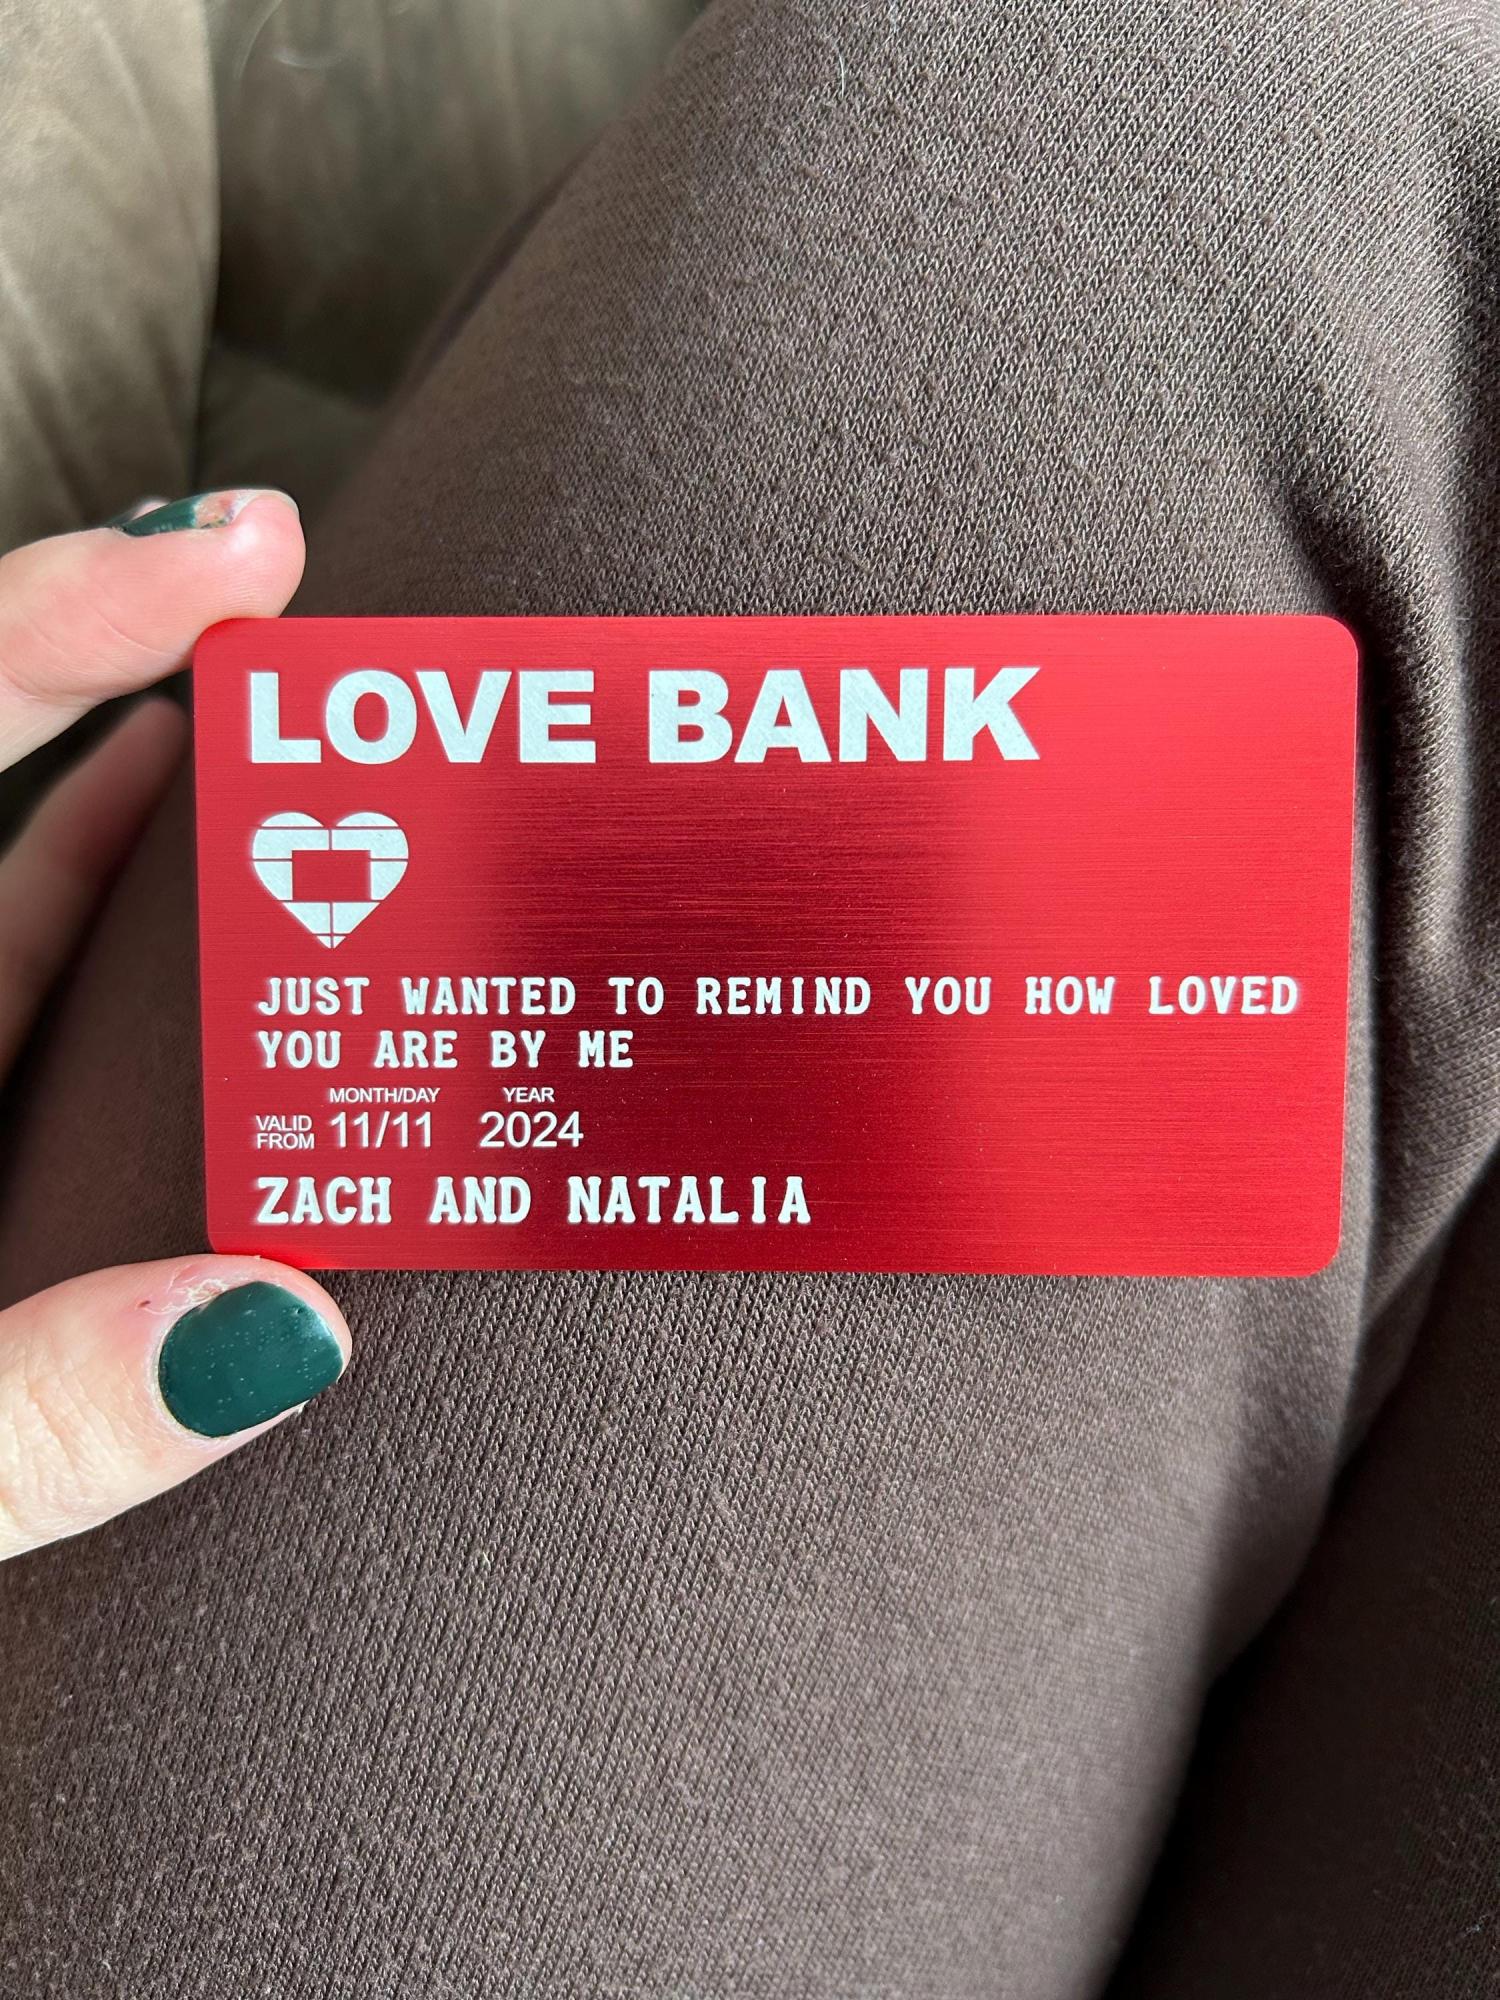 LOVE BANK
JUST WANTED TO REMIND YOU HOW LOVED
YOU ARE BY ME
MONTH/DAY YEAR
VALID
FROM 11/11 2024
ZACH AND NATALIA